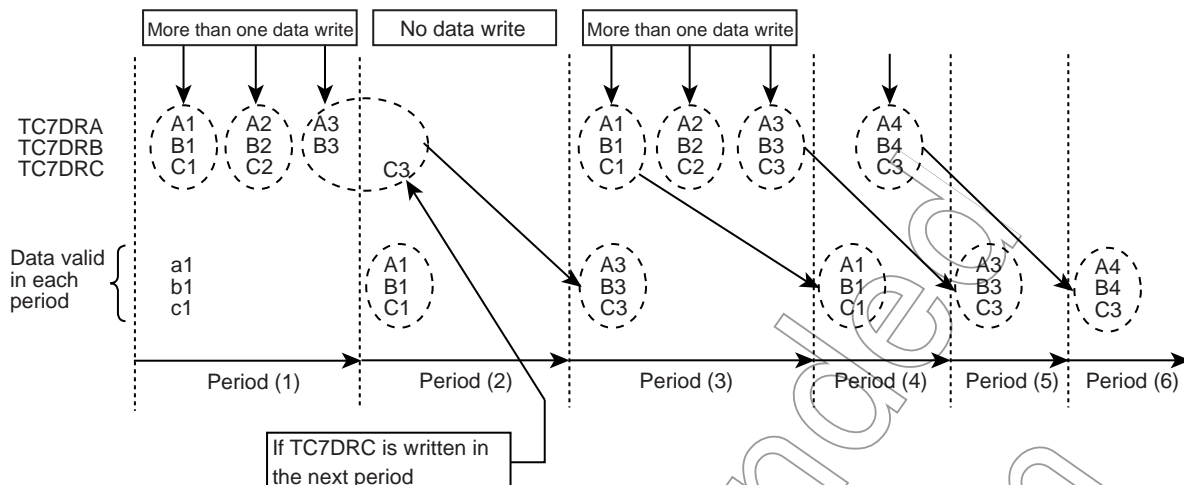 More than one data write
No data write
More than one data write
TC7DRA
TC7DRB
TC7DRC
A1
B1
C1
A2
B2
C2
A3
B3
C3
A1
B1
C1
A2
B2
C2
A3
B3
C3
A4
B4
C3
Data valid
in each
period
a1
b1
c1
A1
B1
C1
A3
B3
C3
A1
B1
C1
A3
B3
C3
A4
B4
C3
Period (1)
Period (2)
Period (3)
Period (4)
Period (5)
Period (6)
If TC7DRC is written in
the next period